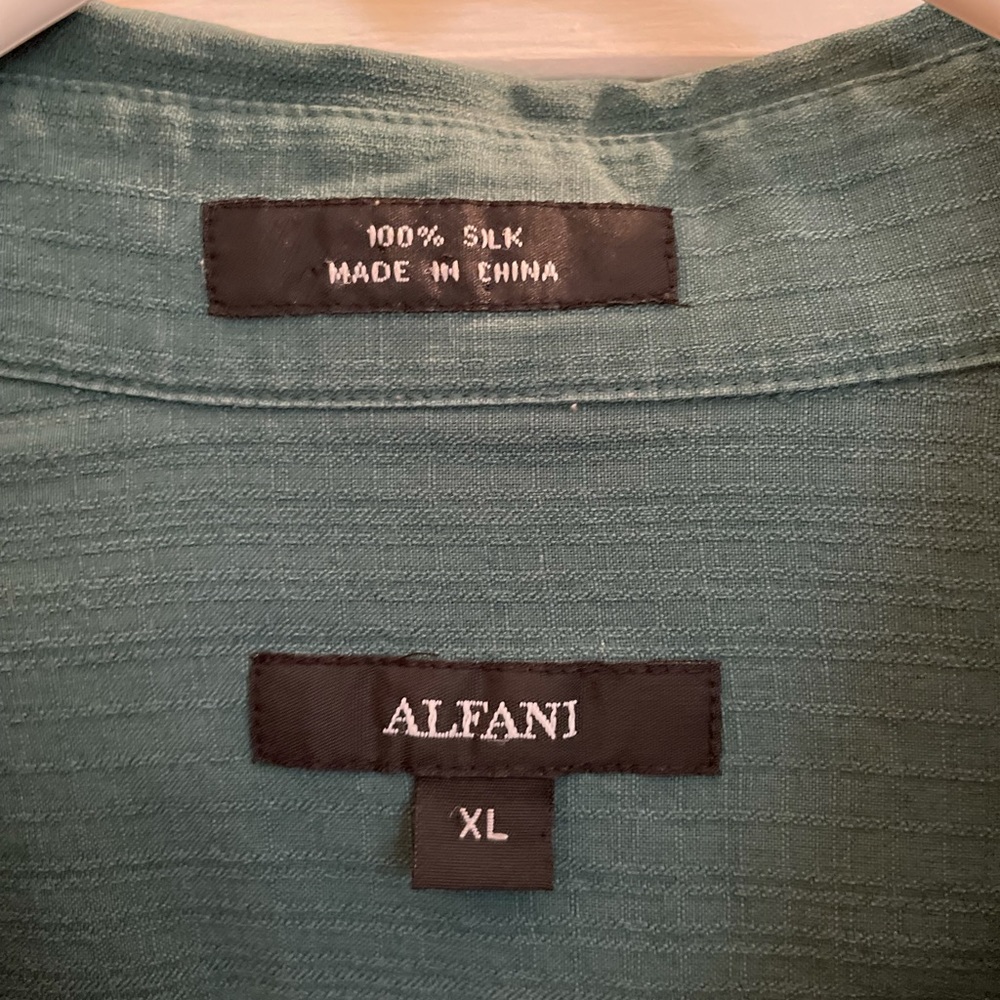 100% SILK
MADE IN CHINA
ALFANI
XL